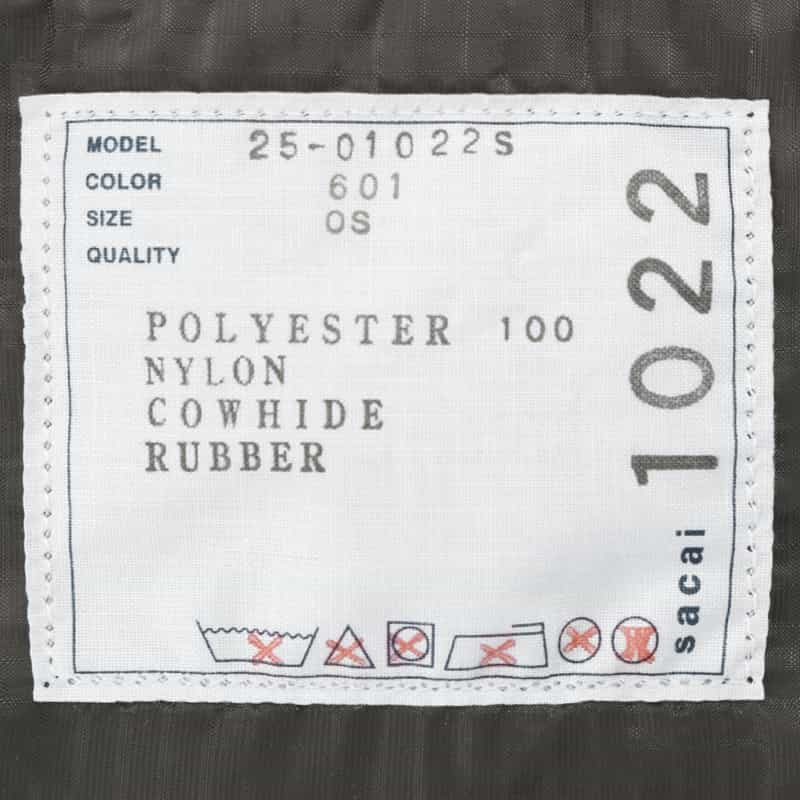 MODEL 25-01022S
COLOR 601
SIZE OS
QUALITY
POLYESTER 100
NYLON
COWHIDE
RUBBER
sacai 1022